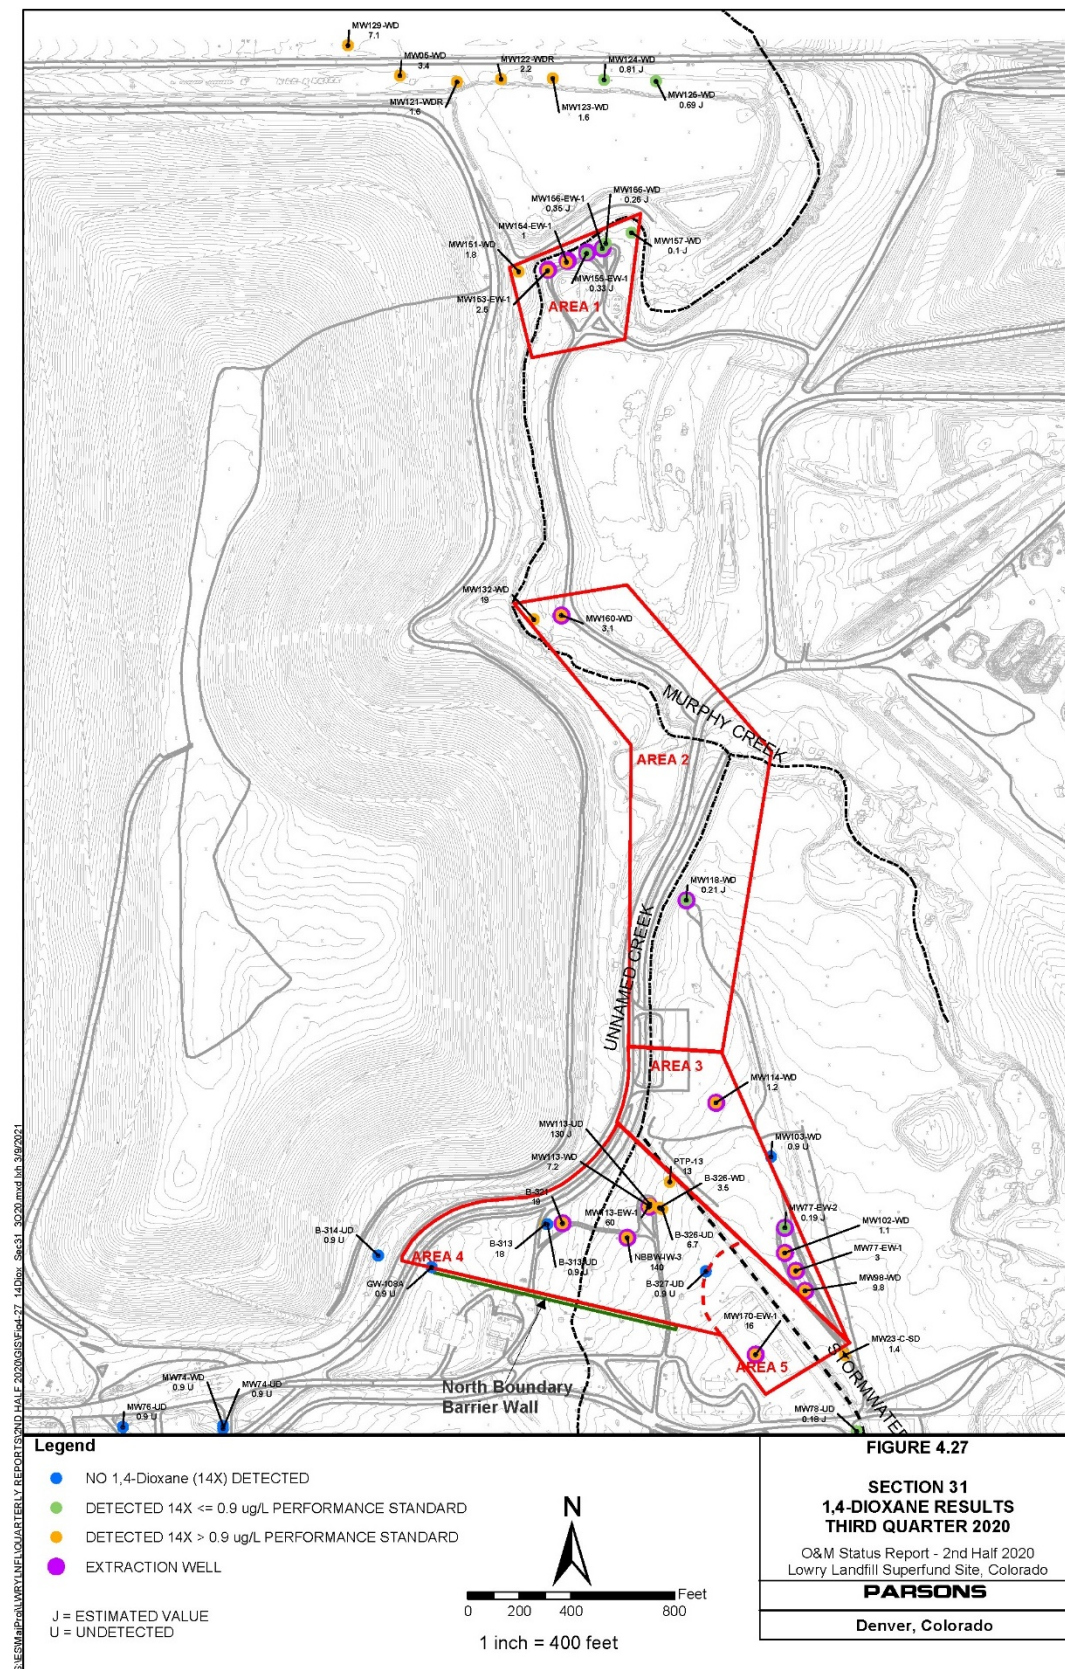 MW129-WD
7.1
MW05-WD
3.4
MW122-WDR
2.2
MW124-WD
0.81 J
MW121-WDR
1.6
MW123-WD
1.6
MW126-WD
0.69 J
MW156-EW-1
0.35 J
MW156-WD
0.26 J
MW154-EW-1
1
MW151-WD
1.8
MW157-WD
0.1 J
MW155-EW-1
0.33 J
MW153-EW-1
2.5
AREA 1
MW132-WD
19
MW160-WD
3.1
MURPHY CREEK
AREA 2
MW118-WD
0.21 J
UNNAMED CREEK
AREA 3
MW114-WD
1.2
MW113-UD
130 J
MW103-WD
0.9 U
MW113-WD
7.2
PTP-13
13
B-326-WD
3.5
B-321
19
MW77-EW-2
0.19 J
MW113-EW-1
60
MW102-WD
1.1
B-314-UD
0.9 U
B-313
18
B-313-UD
0.9 U
B-326-UD
6.7
NBBW-IW-3
140
MW77-EW-1
3
AREA 4
GW-109A
0.9 U
B-327-UD
0.9 U
MW98-WD
9.8
MW170-EW-1
16
MW23-C-SD
1.4
AREA 5
STORMWATER
North Boundary
Barrier Wall
MW74-WD
0.9 U
MW74-UD
0.9 U
MW76-UD
0.9 U
MW78-UD
0.18 J
Legend
NO 1,4-Dioxane (14X) DETECTED
DETECTED 14X <= 0.9 ug/L PERFORMANCE STANDARD
DETECTED 14X > 0.9 ug/L PERFORMANCE STANDARD
EXTRACTION WELL
J = ESTIMATED VALUE
U = UNDETECTED
N
Feet
0 200 400 800
1 inch = 400 feet
FIGURE 4.27
SECTION 31
1,4-DIOXANE RESULTS
THIRD QUARTER 2020
O&M Status Report - 2nd Half 2020
Lowry Landfill Superfund Site, Colorado
PARSONS
Denver, Colorado